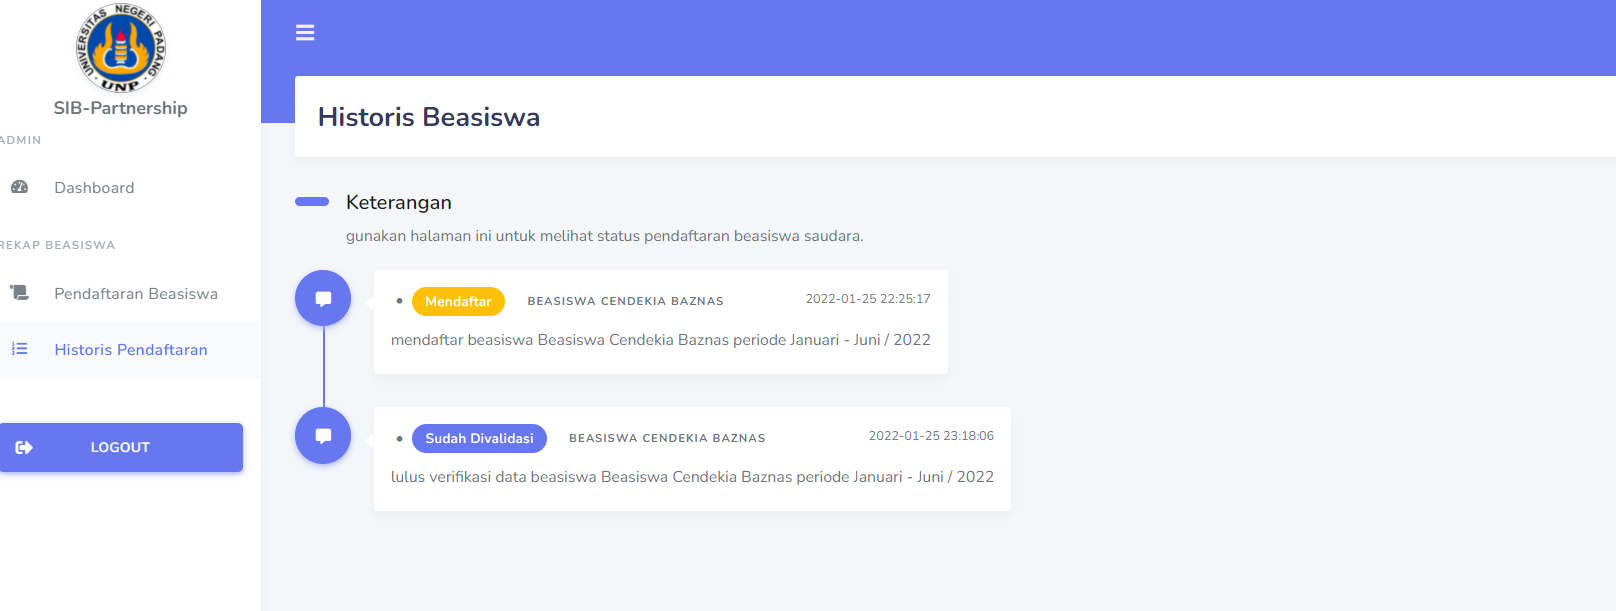 UNIVERSITAS NEGERI PADANG
UNP
SIB-Partnership
ADMIN
Dashboard
REKAP BEASISWA
Pendaftaran Beasiswa
Historis Pendaftaran
LOGOUT
Historis Beasiswa
Keterangan
gunakan halaman ini untuk melihat status pendaftaran beasiswa saudara.
Mendaftar BEASISWA CENDEKIA BAZNAS 2022-01-25 22:25:17
mendaftar beasiswa Beasiswa Cendekia Baznas periode Januari - Juni / 2022
Sudah Divalidasi BEASISWA CENDEKIA BAZNAS 2022-01-25 23:18:06
lulus verifikasi data beasiswa Beasiswa Cendekia Baznas periode Januari - Juni / 2022